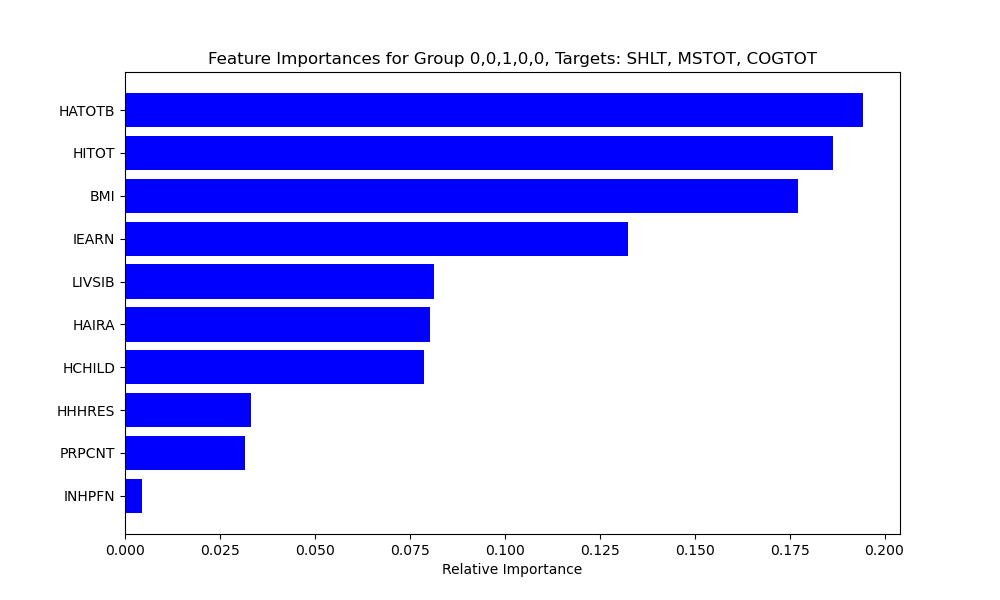 Feature Importances for Group 0,0,1,0,0, Targets: SHLT, MSTOT, COGTOT
HATOTB
HITOT
BMI
IEARN
LIVSIB
HAIRA
HCHILD
HHHRES
PRPCNT
INHPFN
0.000 0.025 0.050 0.075 0.100 0.125 0.150 0.175 0.200
Relative Importance